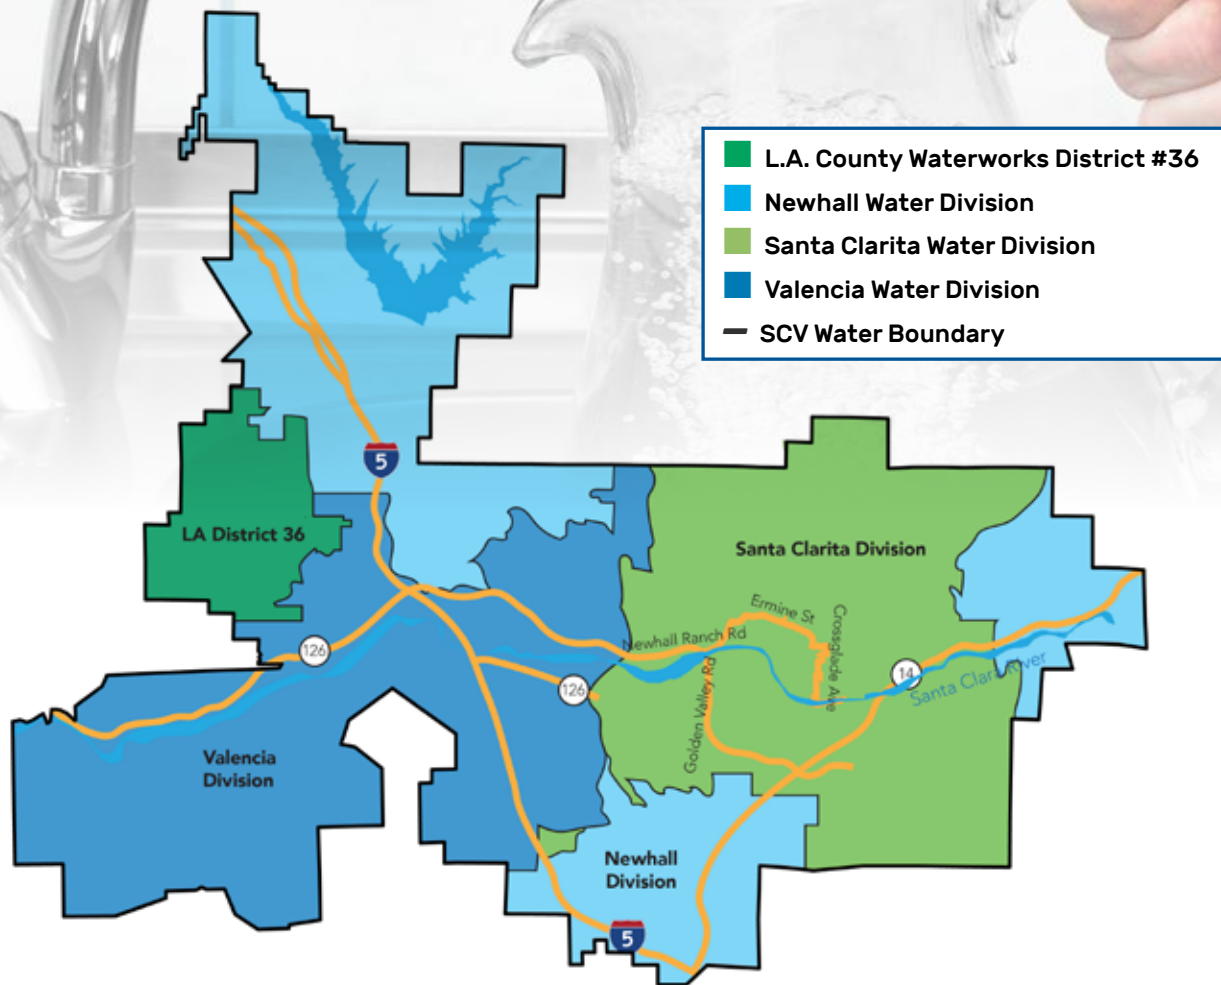 L.A. County Waterworks District #36
Newhall Water Division
Santa Clarita Water Division
Valencia Water Division
SCV Water Boundary
5
LA District 36
Santa Clarita Division
Ermine St
Crossglade Ave
Newhall Ranch Rd
126
14
Santa Clara River
126
Golden Valley Rd
Valencia
Division
Newhall
Division
5